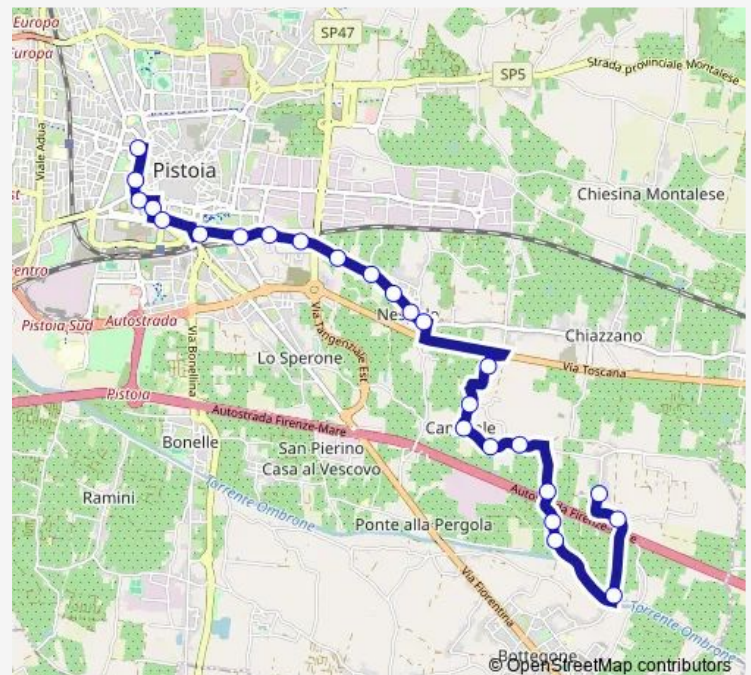 Europa
Europa
SP47
SP5
Strada provinciale Montalese
Viale Adua
Pistoia
Chiesina Montalese
Pistoia Sud
Autostrada
Via Bonellina
Lo Sperone
Via Tangenziale Est
Chiazzano
Via Toscana
Pistoia
Autostrada Firenze-Mare
Bonelle
San Pierino
Casa al Vescovo
Ramini
Torrente Ombrone
Ponte alla Pergola
Via Fiorentina
Torrente Ombrone
Bottegone
© OpenStreetMap contributors